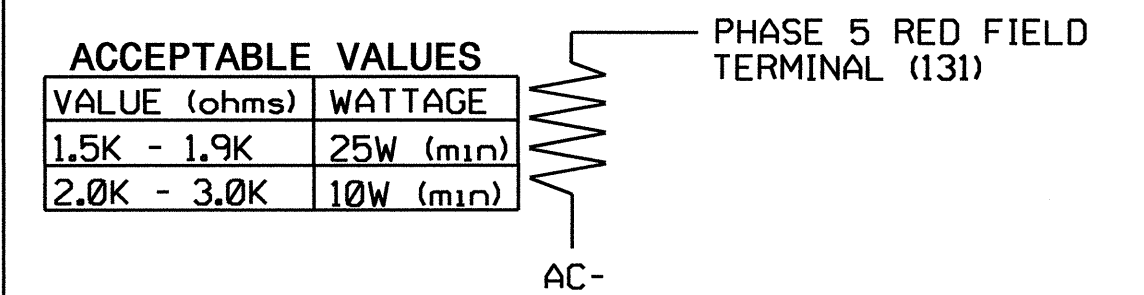 ACCEPTABLE VALUES
VALUE (ohms) WATTAGE
1.5K - 1.9K 25W (min)
2.0K - 3.0K 10W (min)
PHASE 5 RED FIELD
TERMINAL (131)
AC-